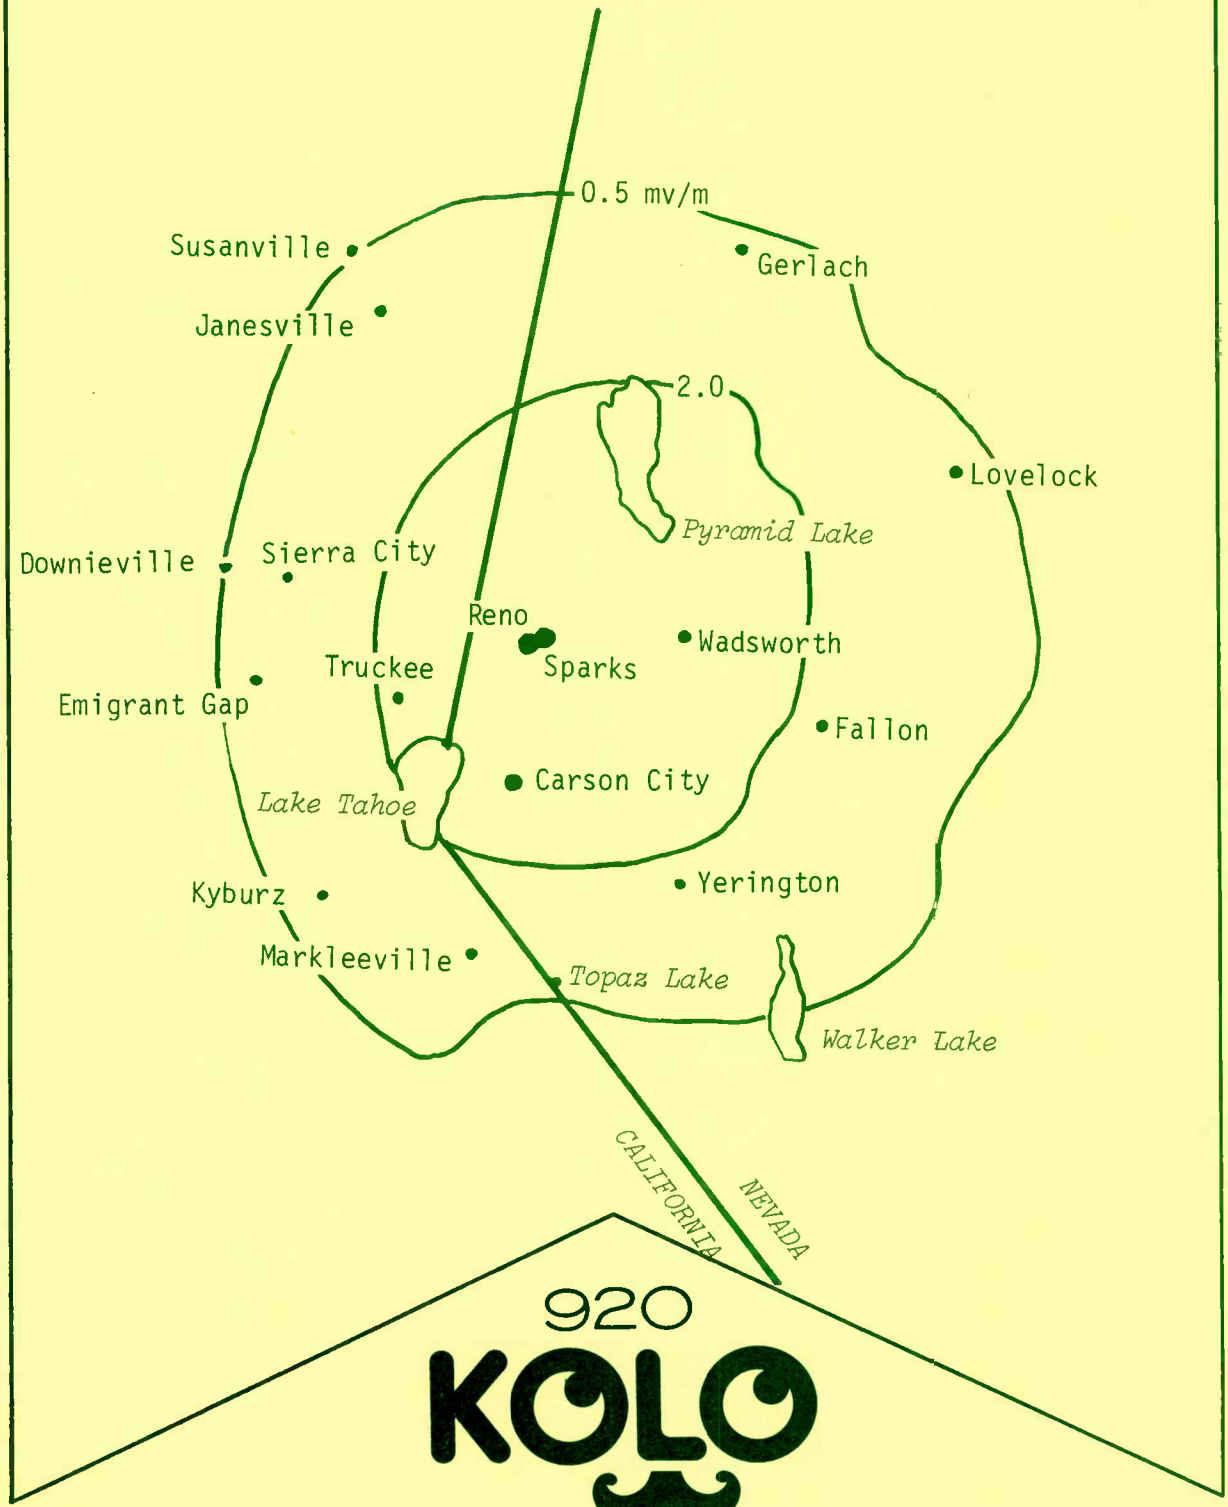 0.5 mv/m
Susanville
Gerlach
Janesville
2.0
Lovelock
Pyramid Lake
Sierra City
Downieville
Reno
Wadsworth
Truckee
Sparks
Emigrant Gap
Fallon
Carson City
Lake Tahoe
Yerington
Kyburz
Markleeville
Topaz Lake
Walker Lake
CALIFORNIA
NEVADA
920
KOLO